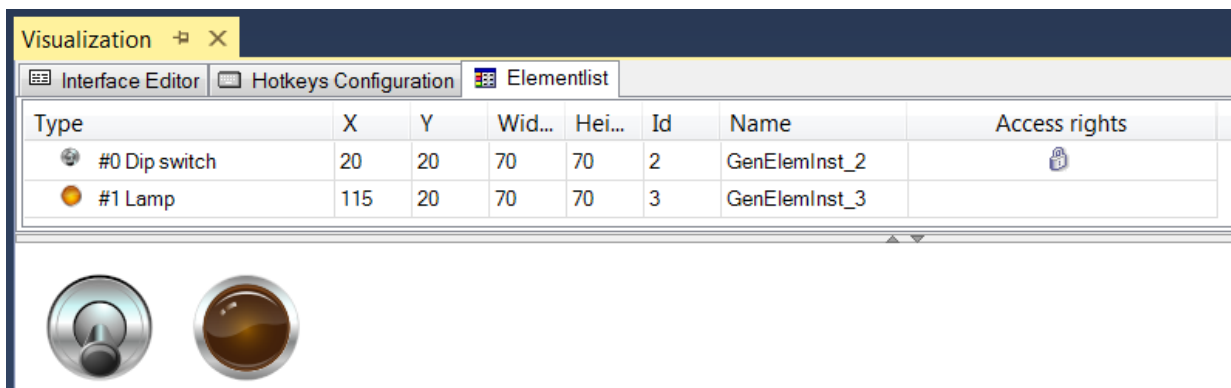 Visualization
Interface Editor Hotkeys Configuration Elementlist
Type X Y Wid... Hei... Id Name Access rights
#0 Dip switch 20 20 70 70 2 GenElemInst_2
#1 Lamp 115 20 70 70 3 GenElemInst_3